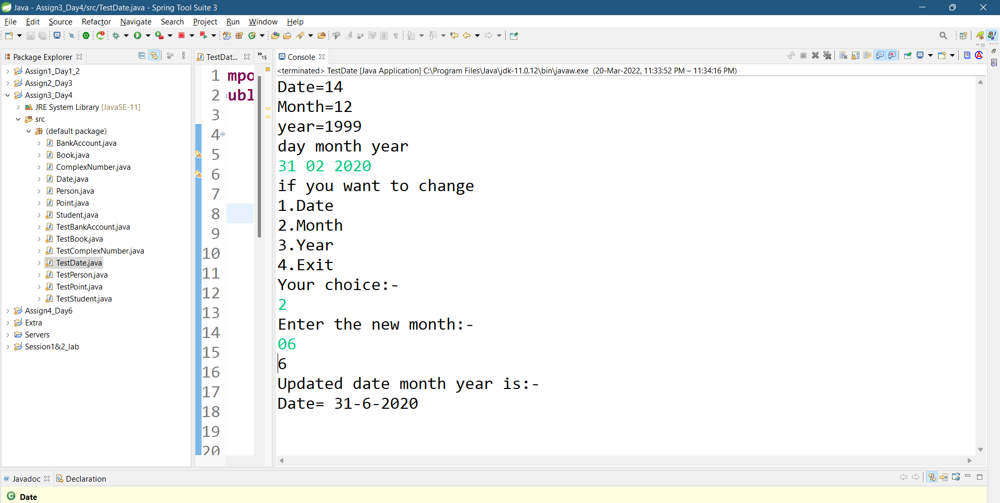 Java - Assign3_Day4/src/TestDate.java - Spring Tool Suite 3
File Edit Source Refactor Navigate Search Project Run Window Help
Package Explorer
Assign1_Day1_2
Assign2_Day3
Assign3_Day4
JRE System Library [JavaSE-11]
src
(default package)
BankAccount.java
Book.java
ComplexNumber.java
Date.java
Person.java
Point.java
Student.java
TestBankAccount.java
TestBook.java
TestComplexNumber.java
TestDate.java
TestPerson.java
TestPoint.java
TestStudent.java
Assign4_Day6
Extra
Servers
Session1&2_lab
TestDat... »15
1 mpo
2 ubl
3
4
5
6
7
8
9
10
11
12
13
14
15
16
17
18
19
20
Console
<terminated> TestDate [Java Application] C:\Program Files\Java\jdk-11.0.12\bin\javaw.exe (20-Mar-2022, 11:33:52 PM – 11:34:16 PM)
Date=14
Month=12
year=1999
day month year
31 02 2020
if you want to change
1.Date
2.Month
3.Year
4.Exit
Your choice:-
2
Enter the new month:-
06
6
Updated date month year is:-
Date= 31-6-2020
@ Javadoc Declaration
Date